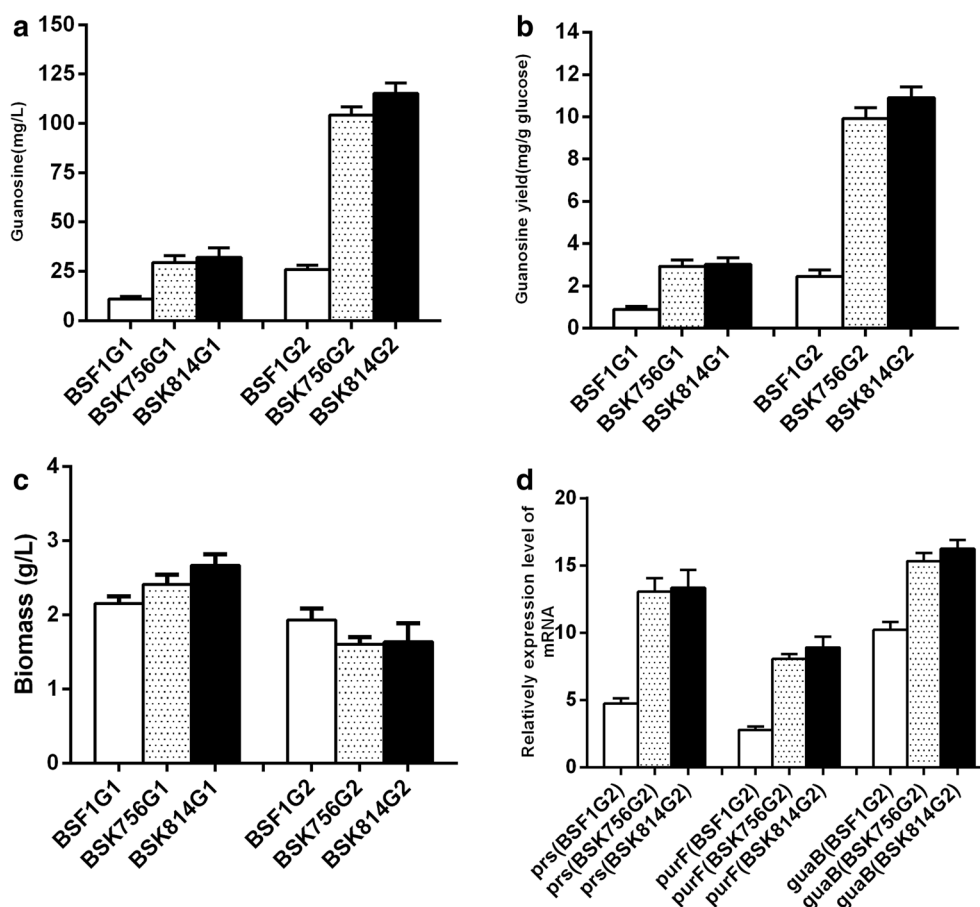 a
Guanosine(mg/L)
150
125
100
75
50
25
0
BSF1G1
BSK756G1
BSK814G1
BSF1G2
BSK756G2
BSK814G2
b
Guanosine yield(mg/g glucose)
14
12
10
8
6
4
2
0
BSF1G1
BSK756G1
BSK814G1
BSF1G2
BSK756G2
BSK814G2
c
Biomass (g/L)
4
3
2
1
0
BSF1G1
BSK756G1
BSK814G1
BSF1G2
BSK756G2
BSK814G2
d
Relatively expression level of
mRNA
20
15
10
5
0
prs(BSF1G2)
prs(BSK756G2)
prs(BSK814G2)
purF(BSF1G2)
purF(BSK756G2)
purF(BSK814G2)
guaB(BSF1G2)
guaB(BSK756G2)
guaB(BSK814G2)